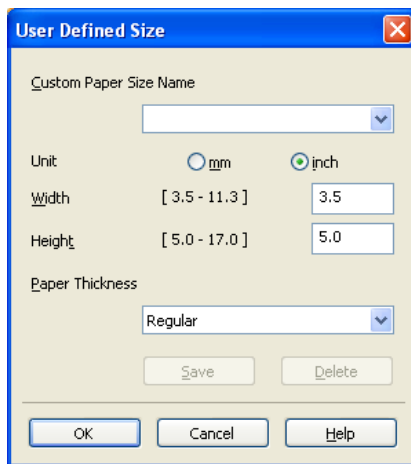 User Defined Size
Custom Paper Size Name
Unit mm inch
Width [ 3.5 - 11.3 ] 3.5
Height [ 5.0 - 17.0 ] 5.0
Paper Thickness
Regular
Save Delete
OK Cancel Help